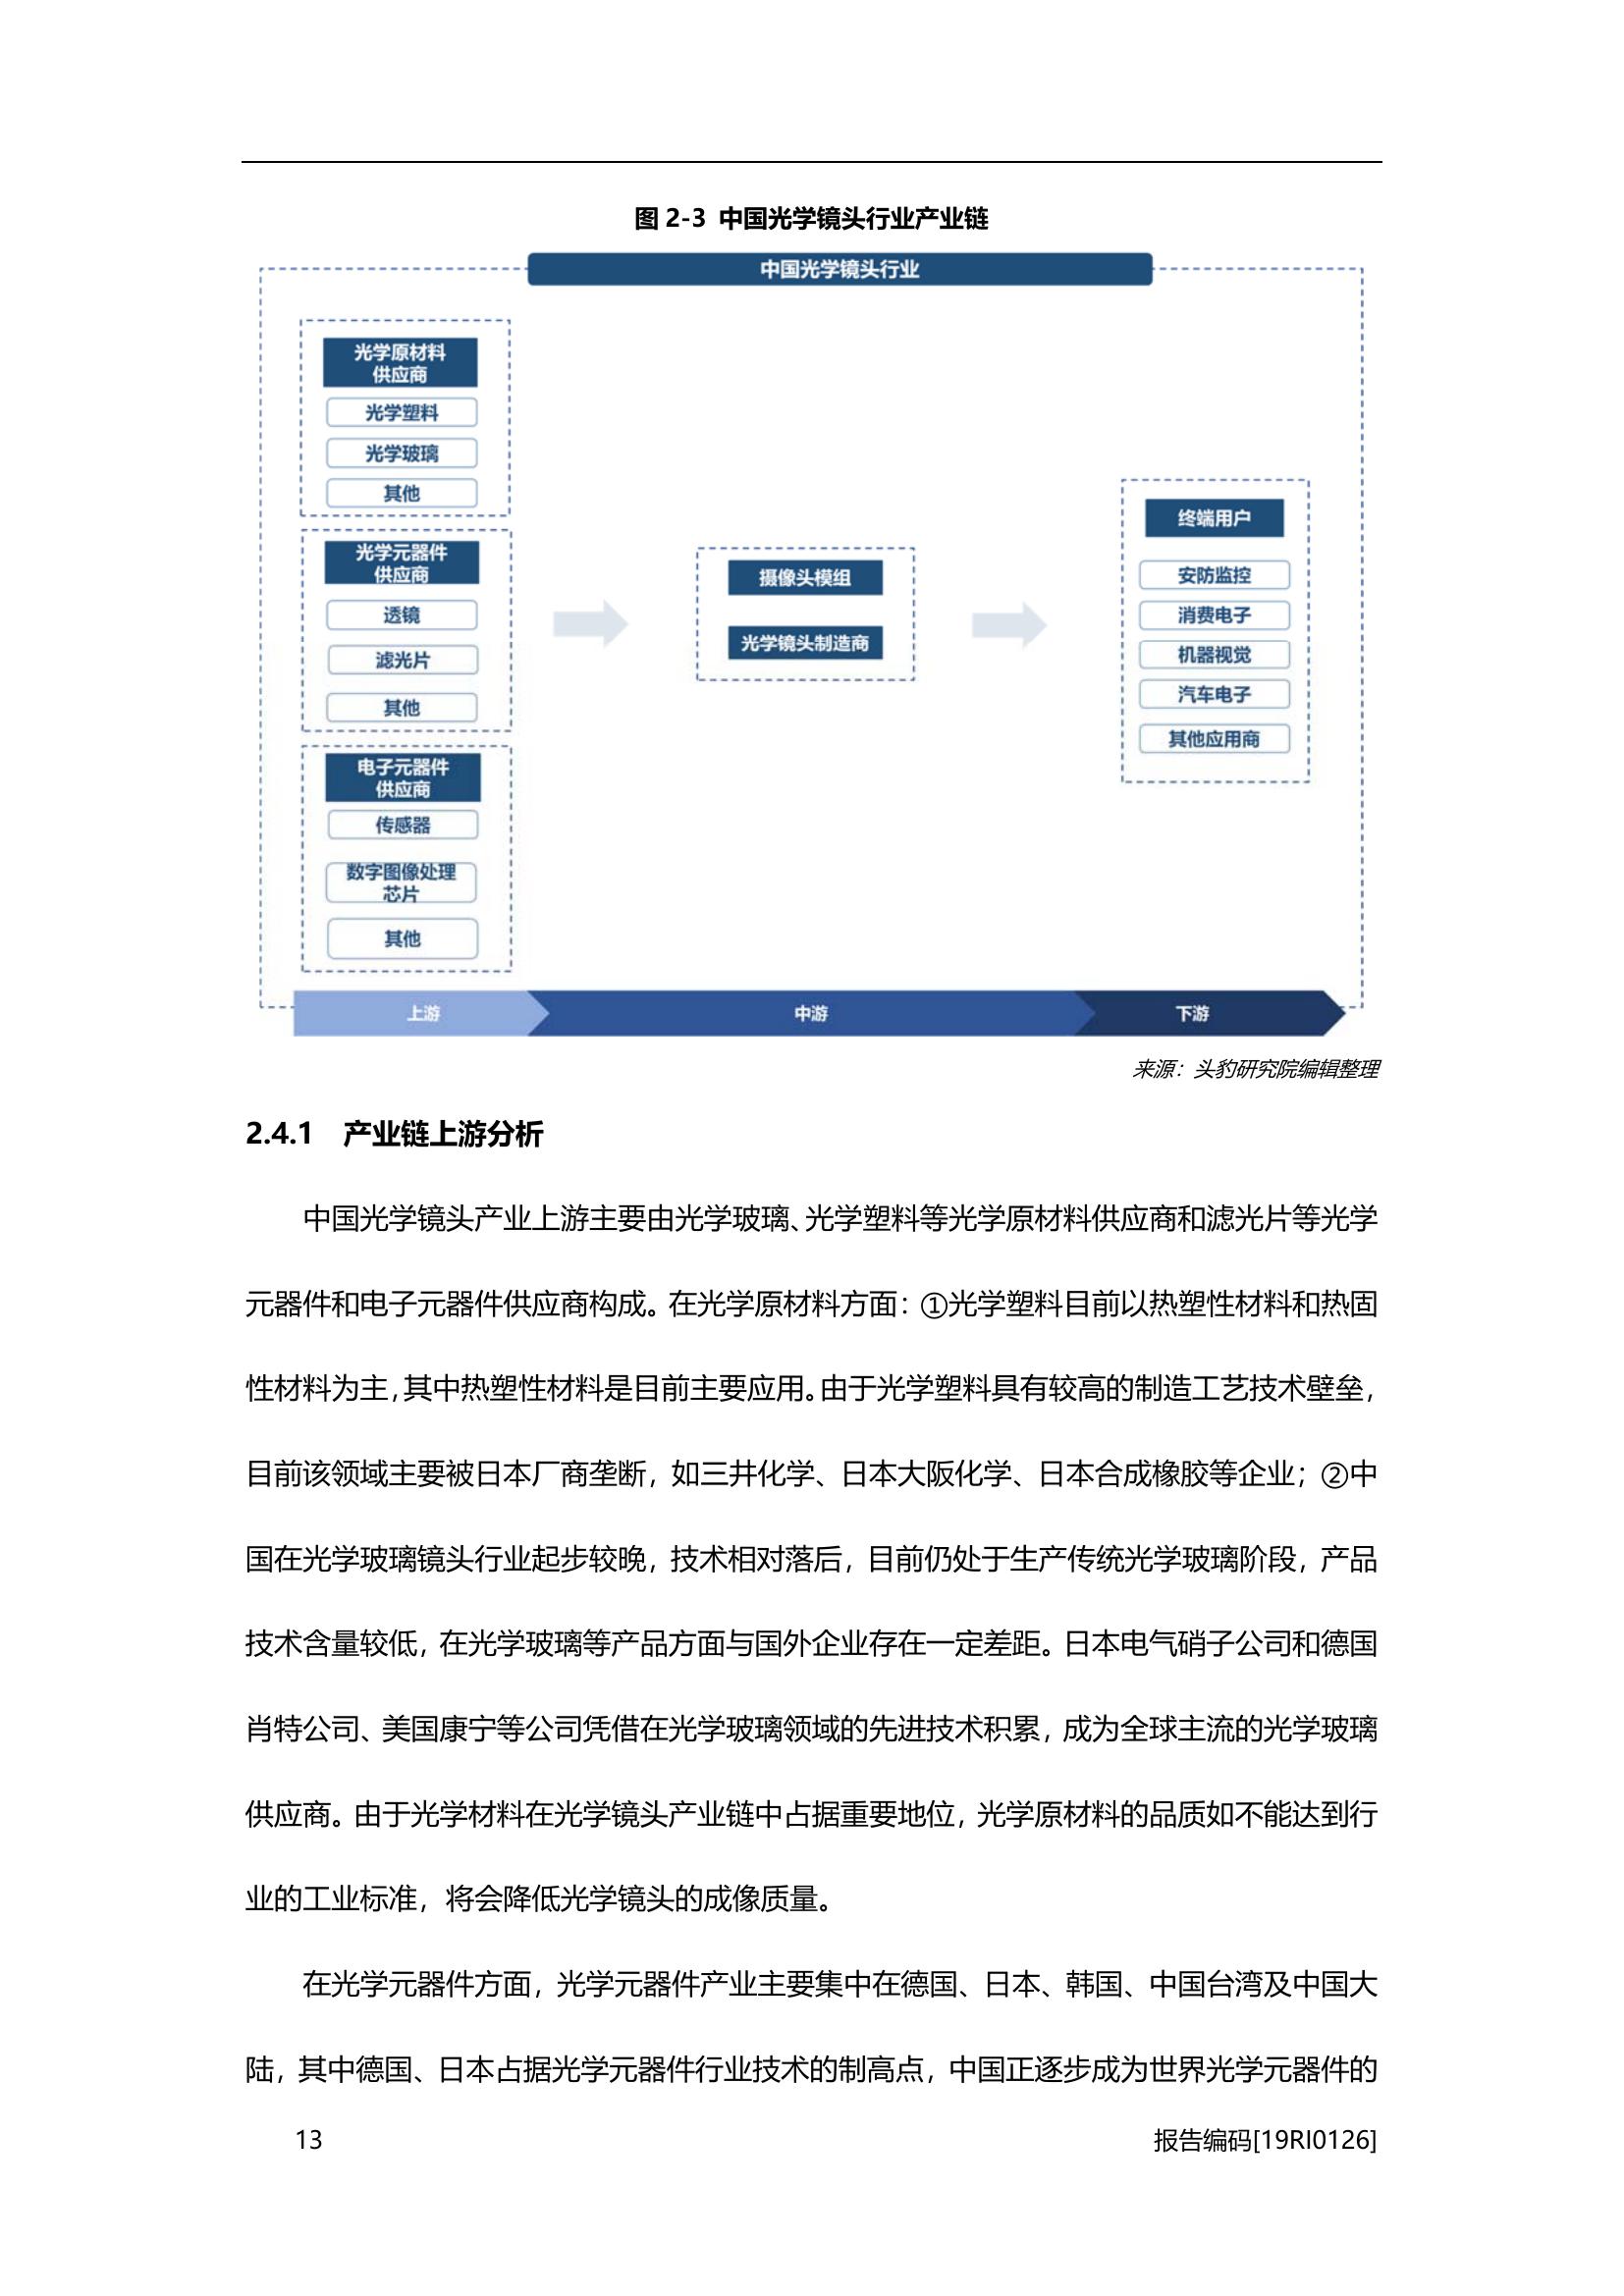 图 2-3 中国光学镜头行业产业链
中国光学镜头行业
光学原材料
供应商
光学塑料
光学玻璃
其他
光学元器件
供应商
透镜
滤光片
其他
电子元器件
供应商
传感器
数字图像处理
芯片
其他
摄像头模组
光学镜头制造商
终端用户
安防监控
消费电子
机器视觉
汽车电子
其他应用商
上游
中游
下游
来源：头豹研究院编辑整理
2.4.1 产业链上游分析
中国光学镜头产业上游主要由光学玻璃、光学塑料等光学原材料供应商和滤光片等光学
元器件和电子元器件供应商构成。在光学原材料方面：①光学塑料目前以热塑性材料和热固
性材料为主，其中热塑性材料是目前主要应用。由于光学塑料具有较高的制造工艺技术壁垒，
目前该领域主要被日本厂商垄断，如三井化学、日本大阪化学、日本合成橡胶等企业；②中
国在光学玻璃镜头行业起步较晚，技术相对落后，目前仍处于生产传统光学玻璃阶段，产品
技术含量较低，在光学玻璃等产品方面与国外企业存在一定差距。日本电气硝子公司和德国
肖特公司、美国康宁等公司凭借在光学玻璃领域的先进技术积累，成为全球主流的光学玻璃
供应商。由于光学材料在光学镜头产业链中占据重要地位，光学原材料的品质如不能达到行
业的工业标准，将会降低光学镜头的成像质量。
在光学元器件方面，光学元器件产业主要集中在德国、日本、韩国、中国台湾及中国大
陆，其中德国、日本占据光学元器件行业技术的制高点，中国正逐步成为世界光学元器件的
13
报告编码[19RI0126]